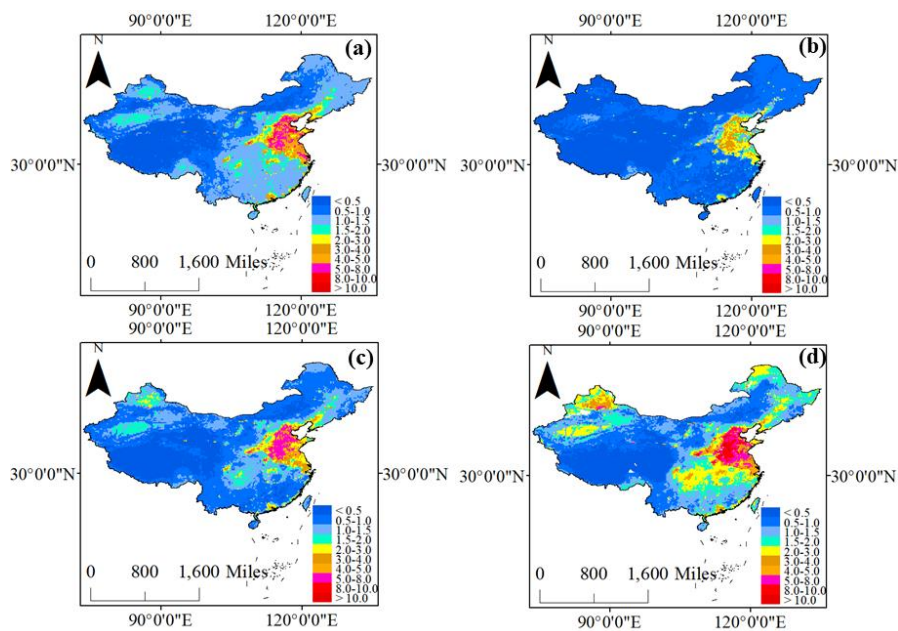 90°0'0"E 120°0'0"E 90°0'0"E 120°0'0"E
N (a) N (b)
30°0'0"N 30°0'0"N 30°0'0"N 30°0'0"N
< 0.5 < 0.5
0.5-1.0 0.5-1.0
1.0-1.5 1.0-1.5
1.5-2.0 1.5-2.0
2.0-3.0 2.0-3.0
3.0-4.0 3.0-4.0
4.0-5.0 4.0-5.0
5.0-8.0 5.0-8.0
8.0-10.0 8.0-10.0
> 10.0 > 10.0
0 800 1,600 Miles 0 800 1,600 Miles
90°0'0"E 120°0'0"E 90°0'0"E 120°0'0"E
90°0'0"E 120°0'0"E 90°0'0"E 120°0'0"E
N (c) N (d)
30°0'0"N 30°0'0"N 30°0'0"N 30°0'0"N
< 0.5 < 0.5
0.5-1.0 0.5-1.0
1.0-1.5 1.0-1.5
1.5-2.0 1.5-2.0
2.0-3.0 2.0-3.0
3.0-4.0 3.0-4.0
4.0-5.0 4.0-5.0
5.0-8.0 5.0-8.0
8.0-10.0 8.0-10.0
> 10.0 > 10.0
0 800 1,600 Miles 0 800 1,600 Miles
90°0'0"E 120°0'0"E 90°0'0"E 120°0'0"E